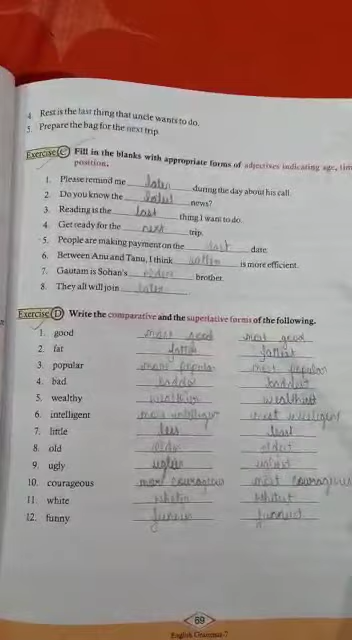 4. Rest is the last thing that uncle wants to do.
5. Prepare the bag for the next trip.
Exercise C Fill in the blanks with appropriate forms of adjectives indicating age, tim
position.
1. Please remind me later during the day about his call.
2. Do you know the latest news?
3. Reading is the last thing I want to do.
4. Get ready for the next trip.
5. People are making payment on the last date.
6. Between Anu and Tanu, I think is more efficient.
7. Gautam is Sohan's elder brother.
8. They all will join later.
Exercise D Write the comparative and the superlative forms of the following.
1. good more good most good
2. fat fatter fattest
3. popular more popular most popular
4. bad badder baddest
5. wealthy wealthier wealthiest
6. intelligent more intelligent most intelligent
7. little less least
8. old older oldest
9. ugly uglier ugliest
10. courageous more courageous most courageous
11. white whiter whitest
12. funny
69
English Grammar-7